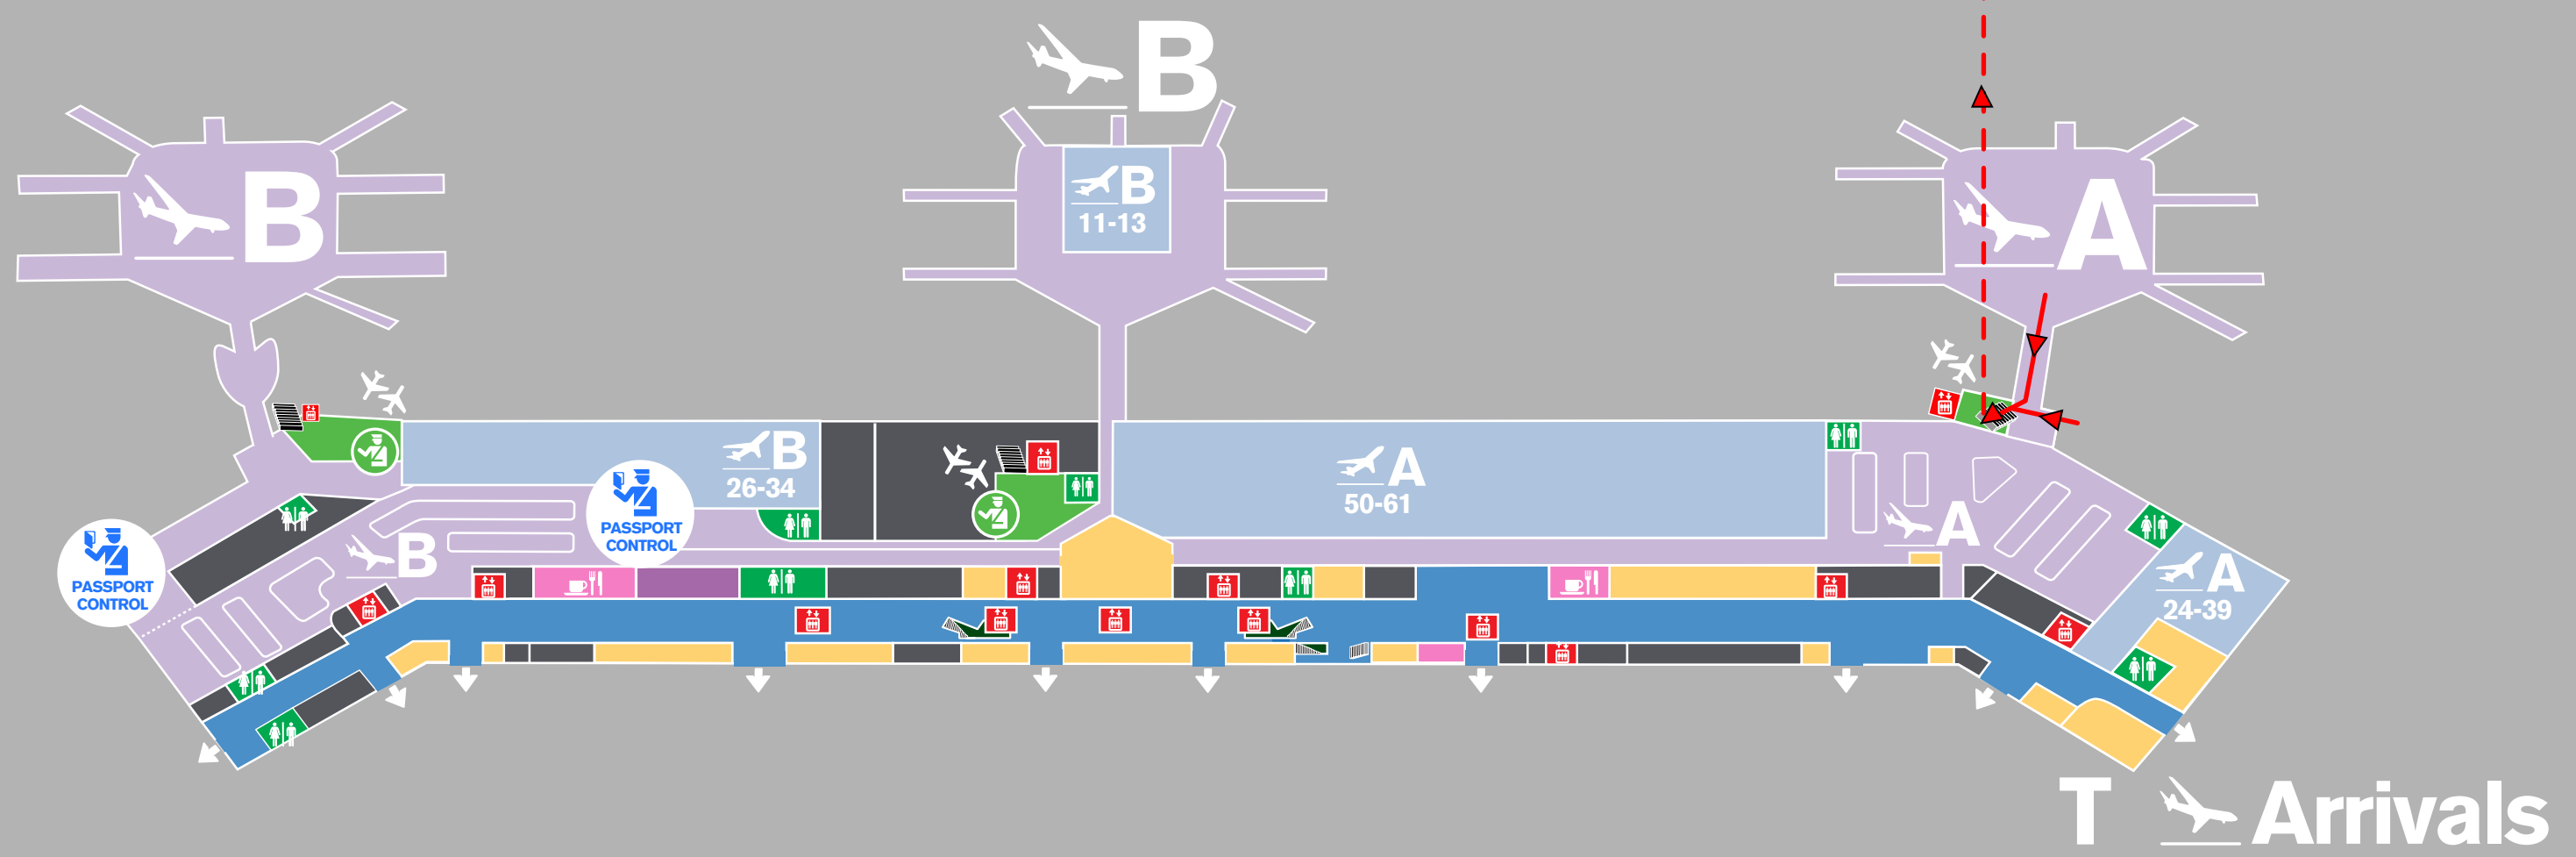 B
B
B
11-13
A
B
26-34
PASSPORT
CONTROL
A
50-61
PASSPORT
CONTROL
B
A
A
24-39
T Arrivals